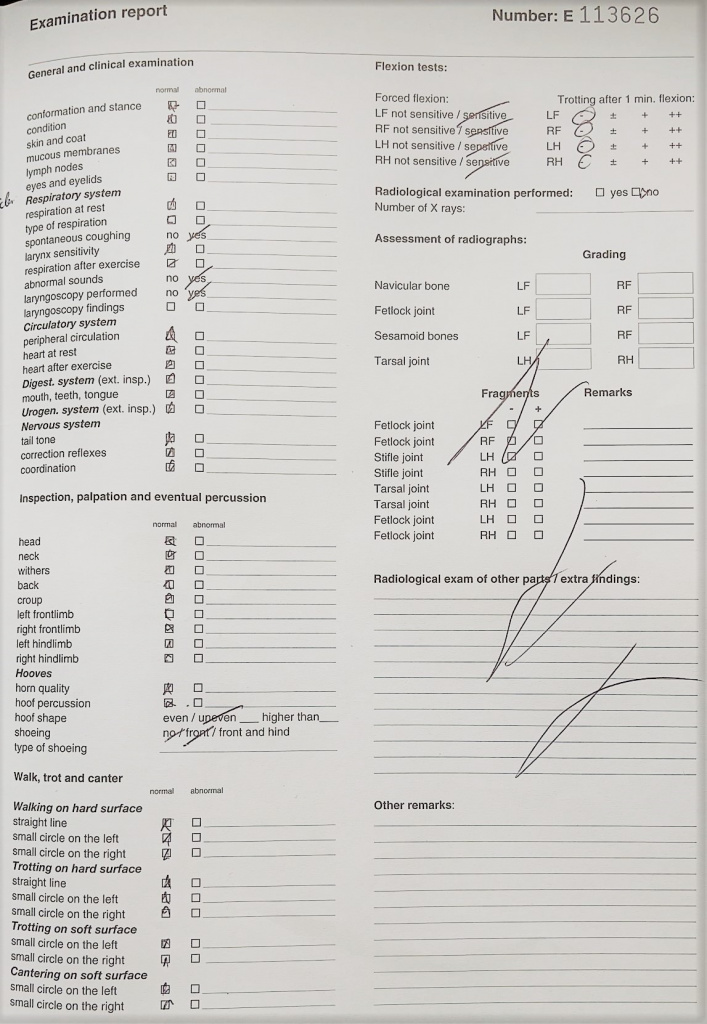 Examination report
Number: E 113626
General and clinical examination
normal abnormal
conformation and stance
condition
skin and coat
mucous membranes
lymph nodes
eyes and eyelids
Respiratory system
respiration at rest
type of respiration
spontaneous coughing no yes
larynx sensitivity
respiration after exercise
abnormal sounds no yes
laryngoscopy performed no yes
laryngoscopy findings
Circulatory system
peripheral circulation
heart at rest
heart after exercise
Digest. system (ext. insp.)
mouth, teeth, tongue
Urogen. system (ext. insp.)
Nervous system
tail tone
correction reflexes
coordination
Inspection, palpation and eventual percussion
normal abnormal
head
neck
withers
back
croup
left frontlimb
right frontlimb
left hindlimb
right hindlimb
Hooves
horn quality
hoof percussion
hoof shape even / uneven ___ higher than___
shoeing no / front / front and hind
type of shoeing
Walk, trot and canter
normal abnormal
Walking on hard surface
straight line
small circle on the left
small circle on the right
Trotting on hard surface
straight line
small circle on the left
small circle on the right
Trotting on soft surface
small circle on the left
small circle on the right
Cantering on soft surface
small circle on the left
small circle on the right
Flexion tests:
Forced flexion: Trotting after 1 min. flexion:
LF not sensitive / sensitive LF - ± + ++
RF not sensitive / sensitive RF - ± + ++
LH not sensitive / sensitive LH - ± + ++
RH not sensitive / sensitive RH - ± + ++
Radiological examination performed: yes no
Number of X rays:
Assessment of radiographs:
Grading
Navicular bone LF RF
Fetlock joint LF RF
Sesamoid bones LF RF
Tarsal joint LH RH
Fragments Remarks
- +
Fetlock joint LF
Fetlock joint RF
Stifle joint LH
Stifle joint RH
Tarsal joint LH
Tarsal joint RH
Fetlock joint LH
Fetlock joint RH
Radiological exam of other parts / extra findings:
Other remarks: